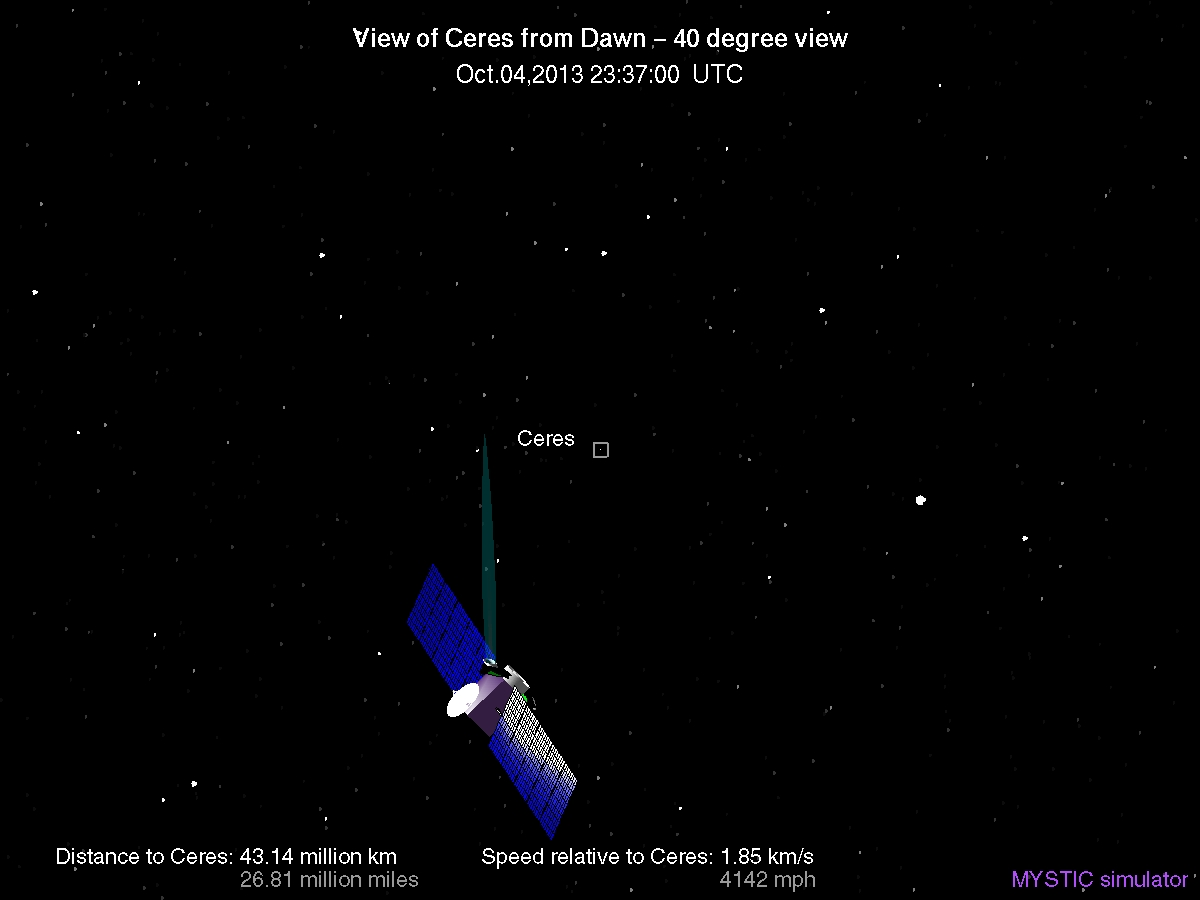 View of Ceres from Dawn – 40 degree view
Oct.04,2013 23:37:00 UTC
Ceres
Distance to Ceres: 43.14 million km
26.81 million miles
Speed relative to Ceres: 1.85 km/s
4142 mph
MYSTIC simulator